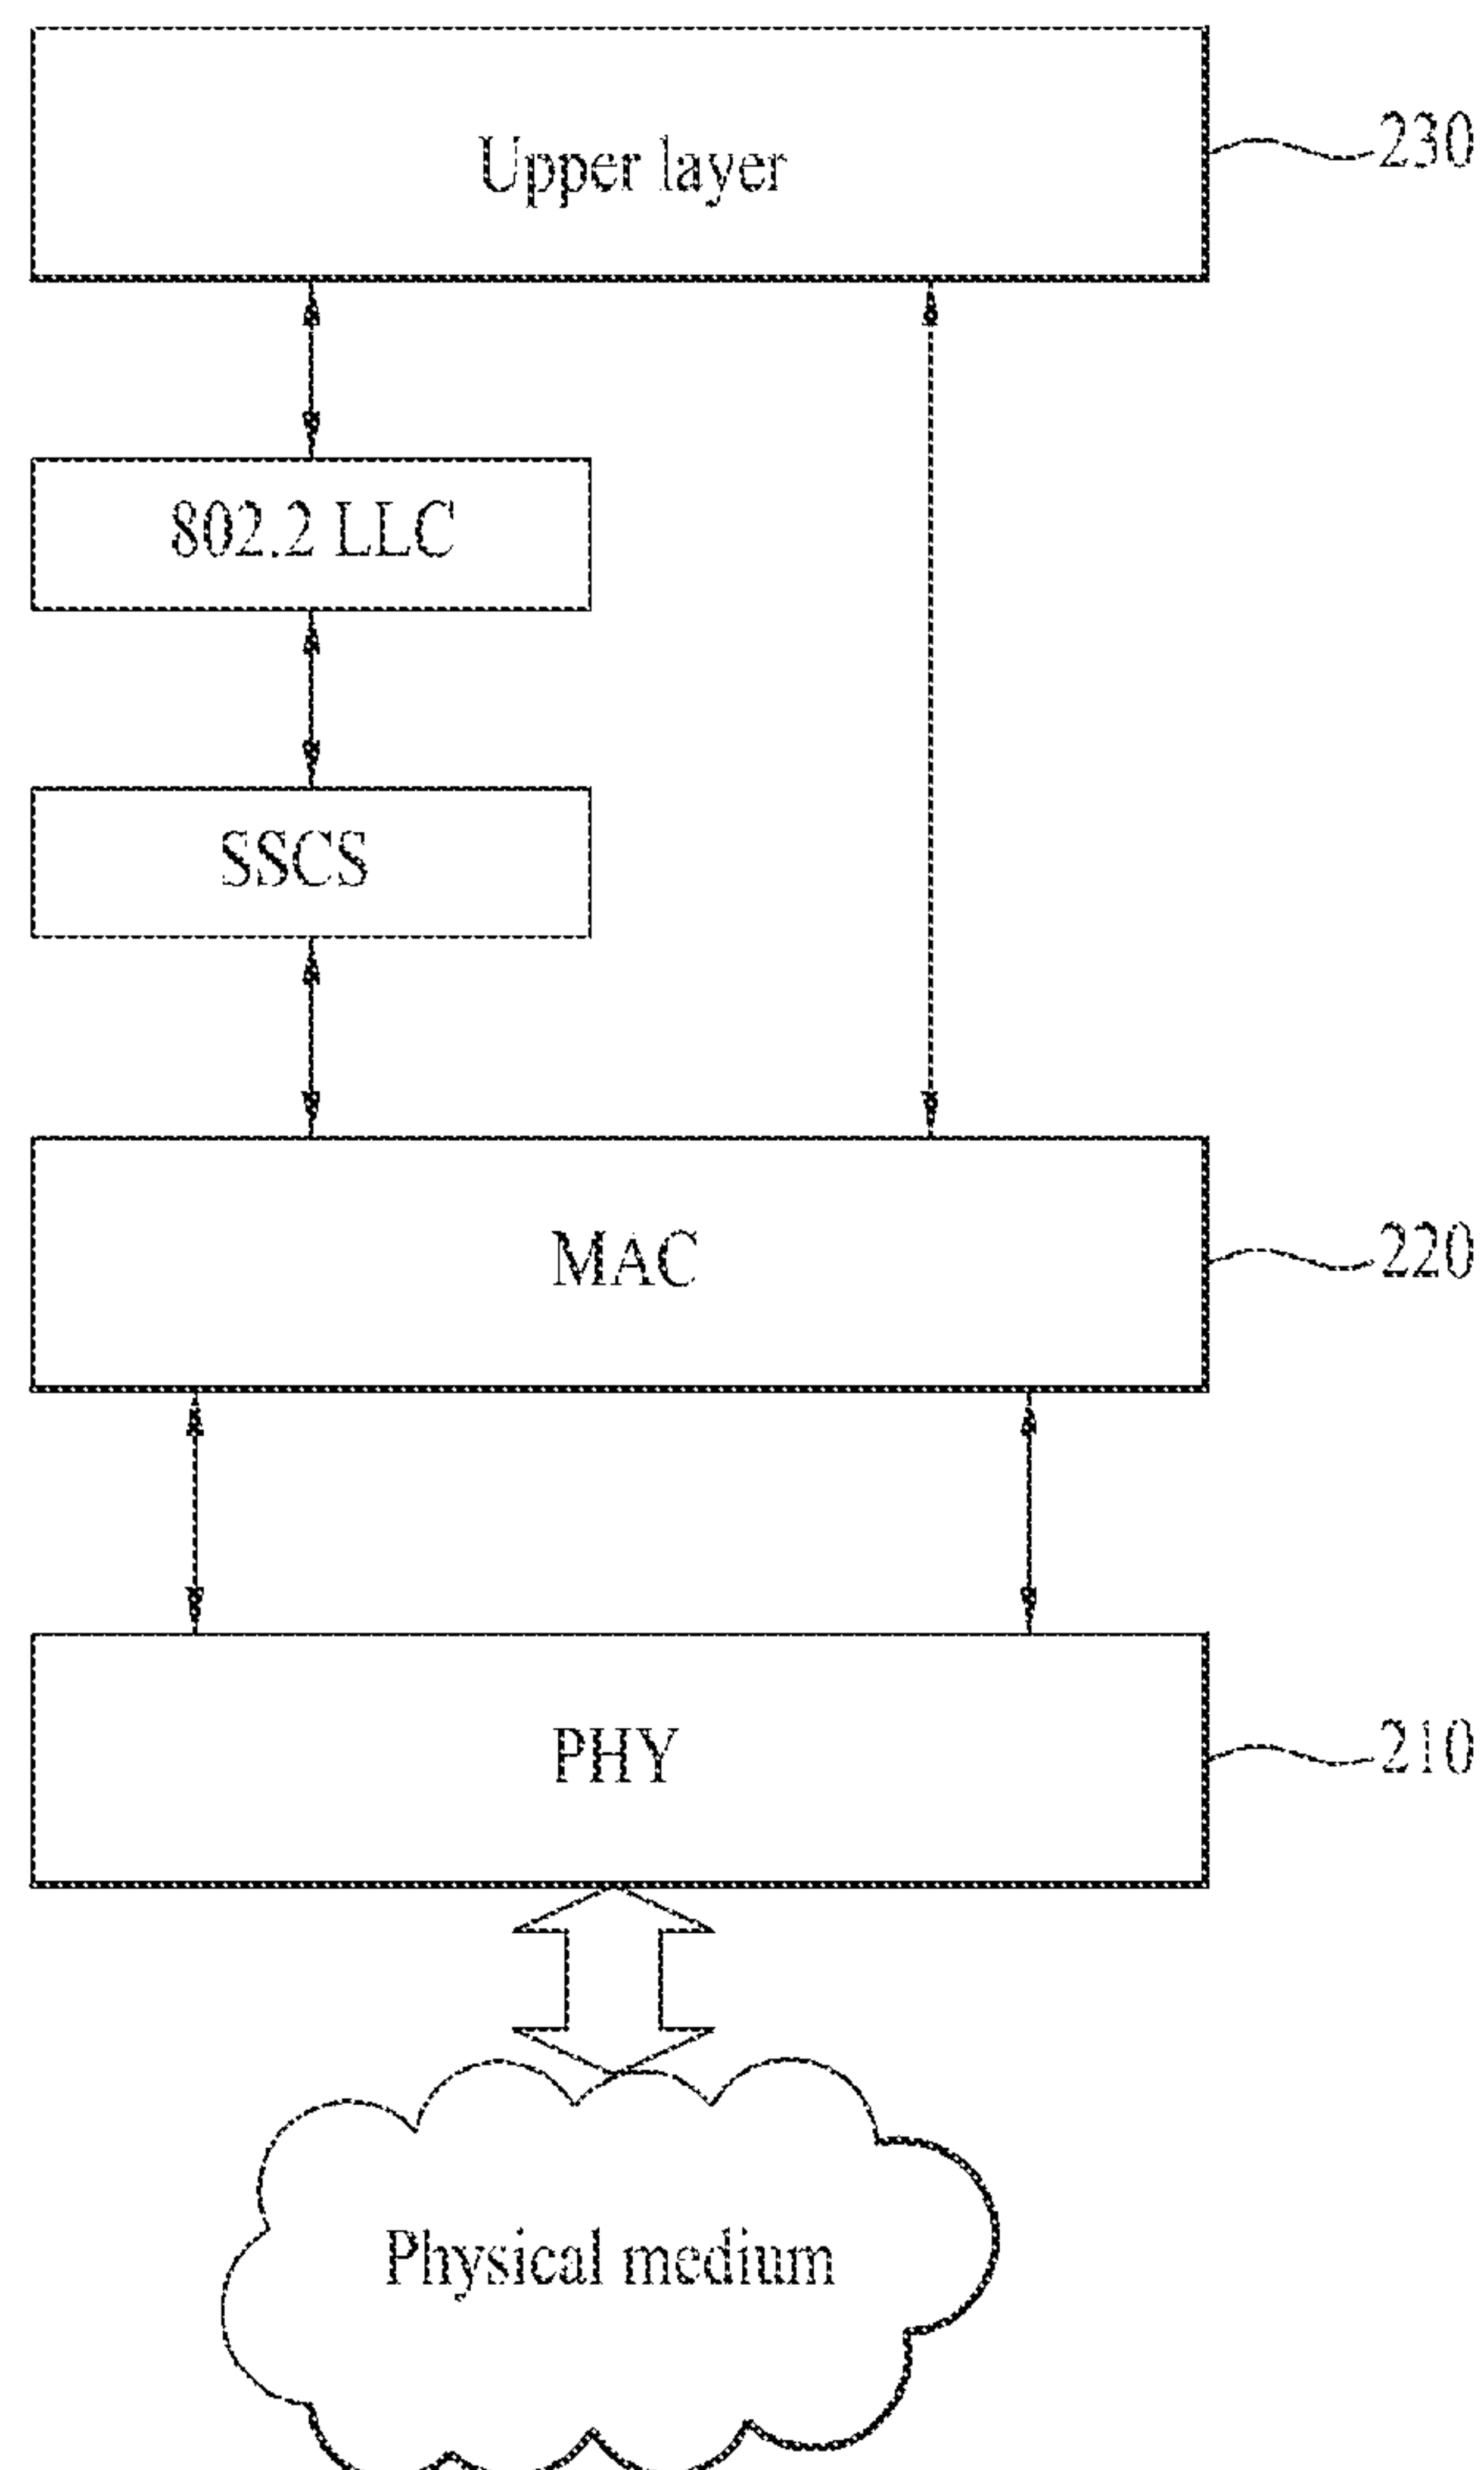 Upper layer
230
802.2 LLC
SSCS
MAC
220
PHY
210
Physical medium